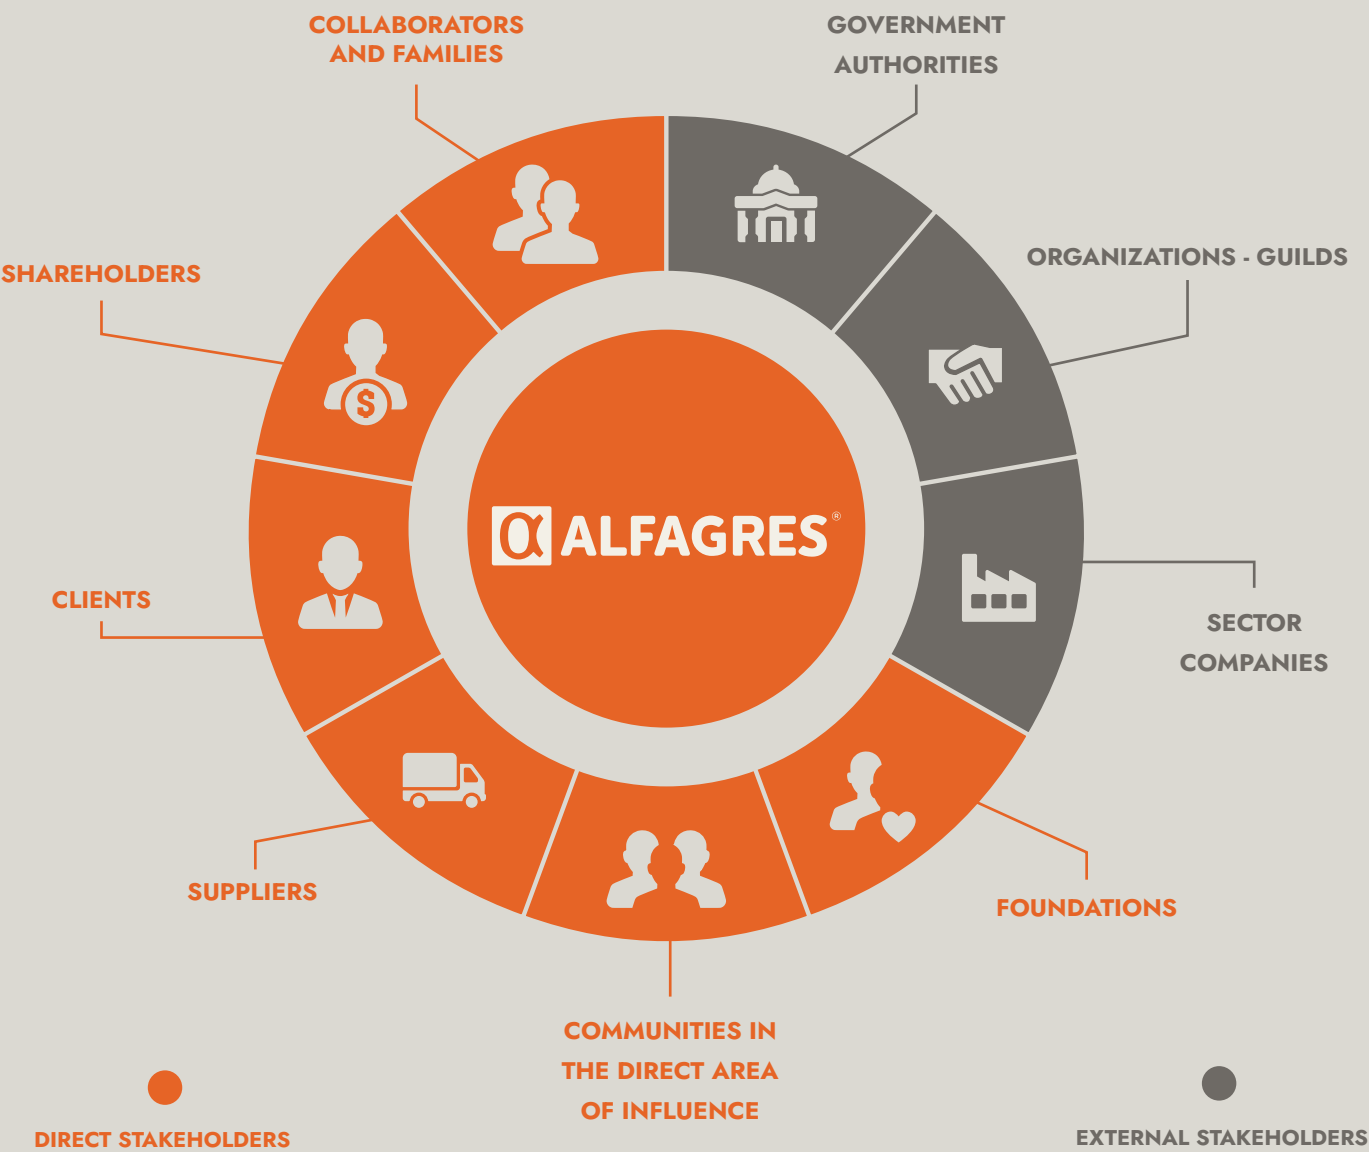 COLLABORATORS
AND FAMILIES
GOVERNMENT
AUTHORITIES
SHAREHOLDERS
ORGANIZATIONS - GUILDS
$
ALFAGRES®
CLIENTS
SECTOR
COMPANIES
SUPPLIERS
FOUNDATIONS
COMMUNITIES IN
THE DIRECT AREA
OF INFLUENCE
DIRECT STAKEHOLDERS
EXTERNAL STAKEHOLDERS